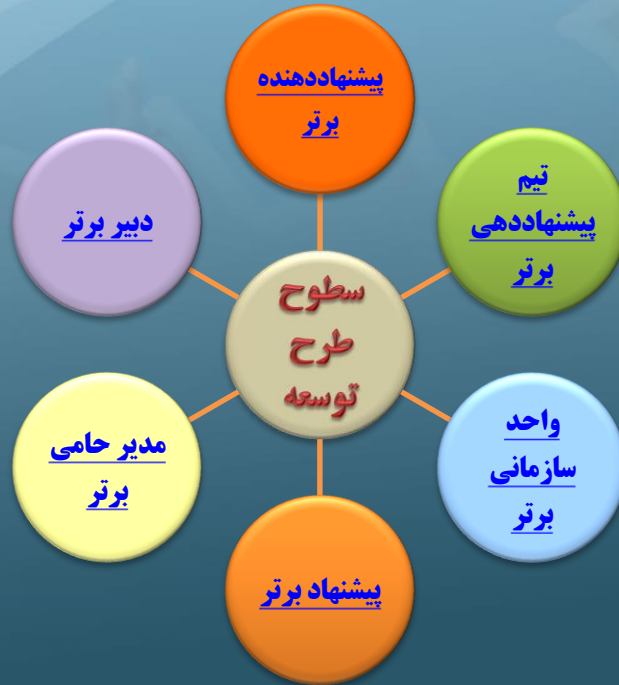 پیشنهاددهنده
برتر
تیم
پیشنهاددهی
برتر
دبیر برتر
سطوح
طرح
توسعه
واحد
سازمانی
برتر
مدیر حامی
برتر
پیشنهاد برتر